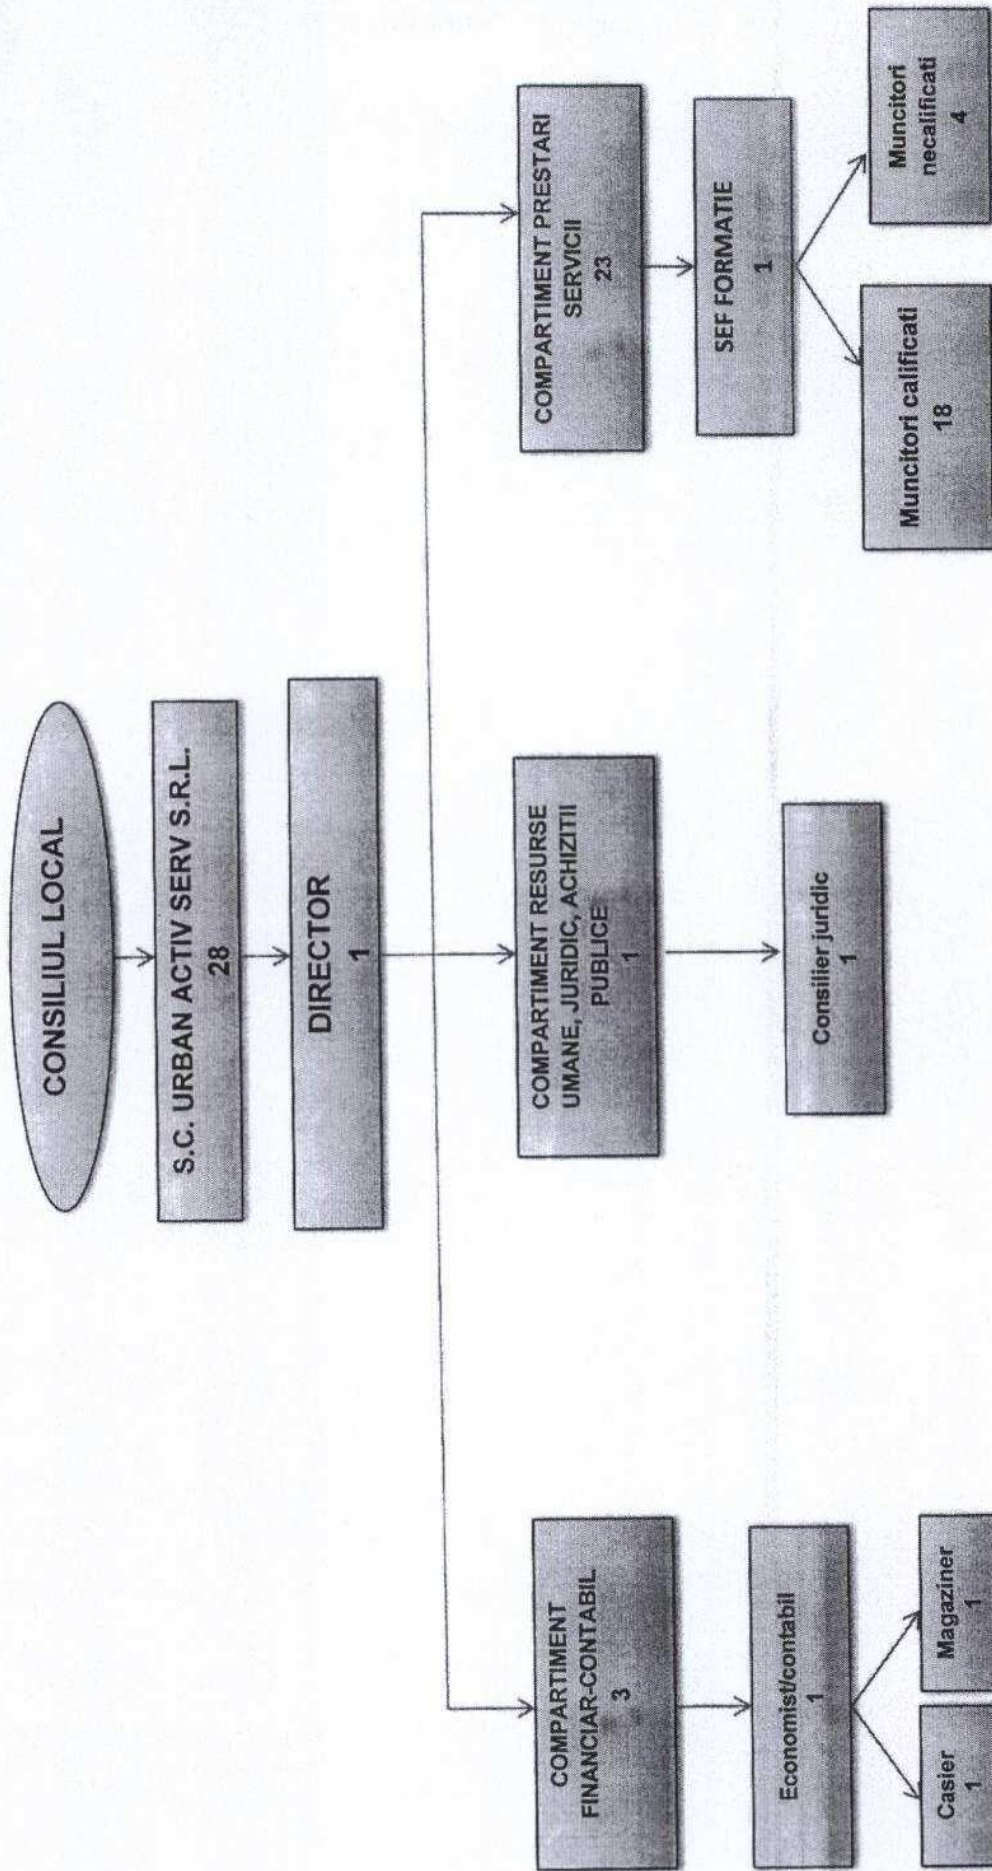 CONSILIUL LOCAL
S.C. URBAN ACTIV SERV S.R.L.
28
DIRECTOR
1
COMPARTIMENT
FINANCIAR-CONTABIL
3
Economist/contabil
1
Casier
1
Magaziner
1
COMPARTIMENT RESURSE
UMANE, JURIDIC, ACHIZITII
PUBLICE
1
Consilier juridic
1
COMPARTIMENT PRESTARI
SERVICII
23
SEF FORMATIE
1
Muncitori calificati
18
Muncitori
necalificati
4